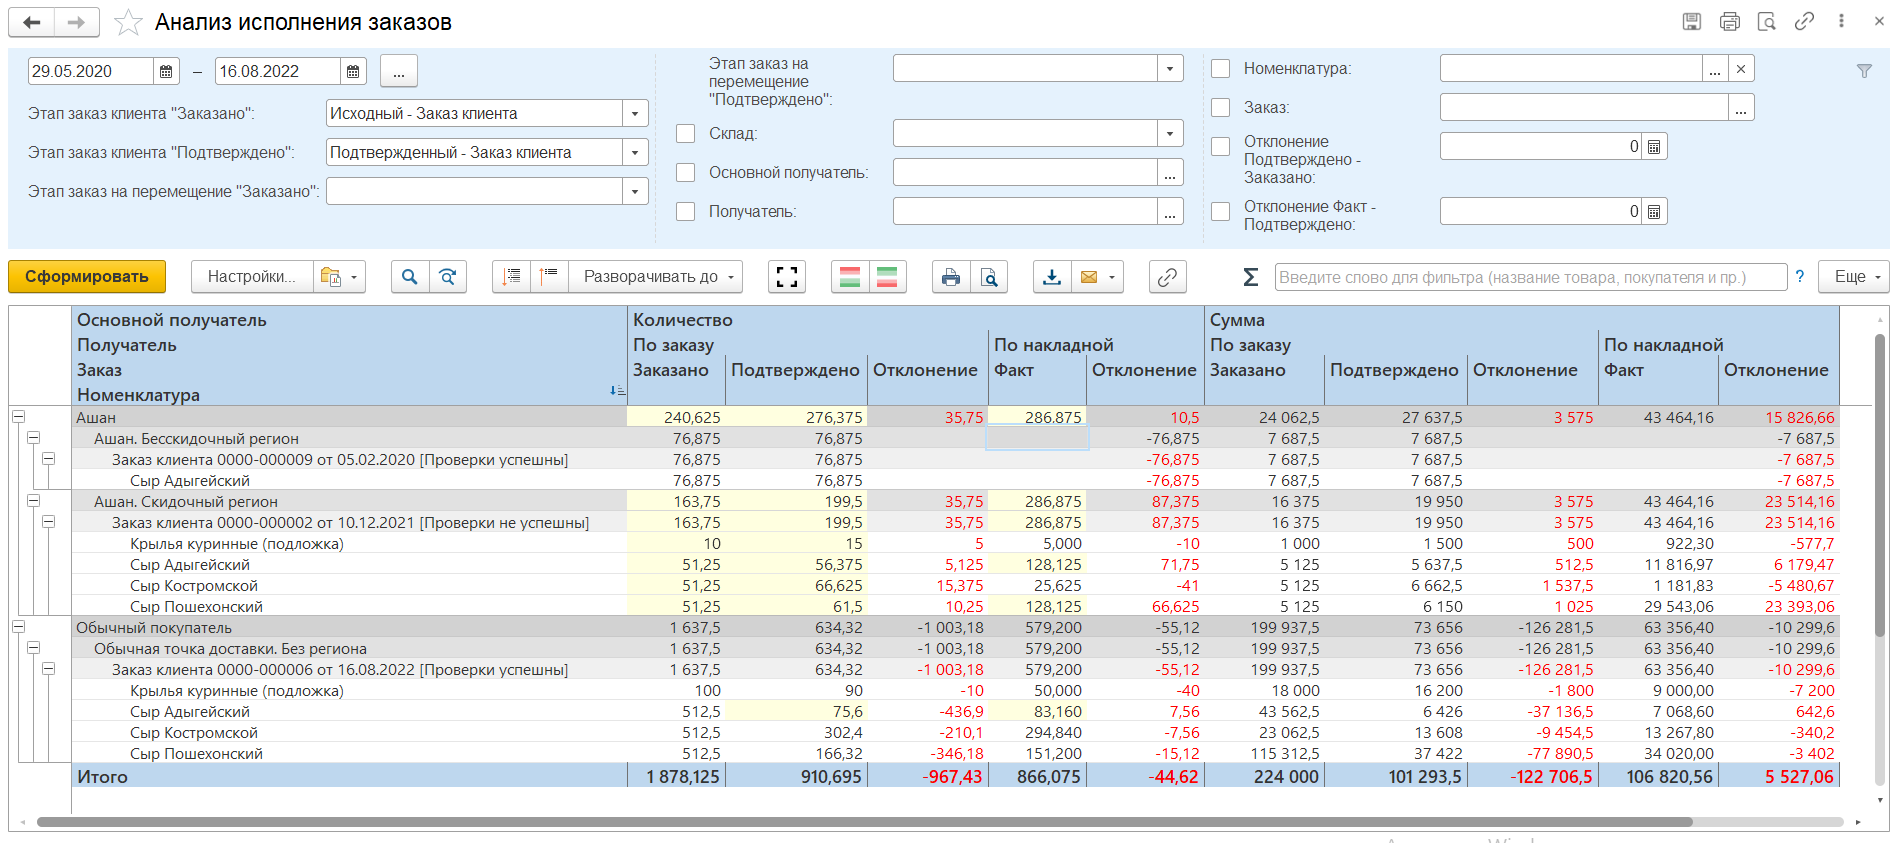 Анализ исполнения заказов
29.05.2020 – 16.08.2022 ...
Этап заказ клиента "Заказано": Исходный - Заказ клиента
Этап заказ клиента "Подтверждено": Подтвержденный - Заказ клиента
Этап заказ на перемещение "Заказано":
Этап заказ на
перемещение
"Подтверждено":
Склад:
Основной получатель: ...
Получатель: ...
Номенклатура: ... ×
Заказ: ...
Отклонение
Подтверждено -
Заказано: 0
Отклонение Факт -
Подтверждено: 0
Сформировать Настройки... Разворачивать до Σ Введите слово для фильтра (название товара, покупателя и пр.) ? Еще
Основной получатель Количество Сумма
Получатель По заказу По накладной По заказу По накладной
Заказ Заказано Подтверждено Отклонение Факт Отклонение Заказано Подтверждено Отклонение Факт Отклонение
Номенклатура
Ашан 240,625 276,375 35,75 286,875 10,5 24 062,5 27 637,5 3 575 43 464,16 15 826,66
Ашан. Бесскидочный регион 76,875 76,875 -76,875 7 687,5 7 687,5 -7 687,5
Заказ клиента 0000-000009 от 05.02.2020 [Проверки успешны] 76,875 76,875 -76,875 7 687,5 7 687,5 -7 687,5
Сыр Адыгейский 76,875 76,875 -76,875 7 687,5 7 687,5 -7 687,5
Ашан. Скидочный регион 163,75 199,5 35,75 286,875 87,375 16 375 19 950 3 575 43 464,16 23 514,16
Заказ клиента 0000-000002 от 10.12.2021 [Проверки не успешны] 163,75 199,5 35,75 286,875 87,375 16 375 19 950 3 575 43 464,16 23 514,16
Крылья куринные (подложка) 10 15 5 5,000 -10 1 000 1 500 500 922,30 -577,7
Сыр Адыгейский 51,25 56,375 5,125 128,125 71,75 5 125 5 637,5 512,5 11 816,97 6 179,47
Сыр Костромской 51,25 66,625 15,375 25,625 -41 5 125 6 662,5 1 537,5 1 181,83 -5 480,67
Сыр Пошехонский 51,25 61,5 10,25 128,125 66,625 5 125 6 150 1 025 29 543,06 23 393,06
Обычный покупатель 1 637,5 634,32 -1 003,18 579,200 -55,12 199 937,5 73 656 -126 281,5 63 356,40 -10 299,6
Обычная точка доставки. Без региона 1 637,5 634,32 -1 003,18 579,200 -55,12 199 937,5 73 656 -126 281,5 63 356,40 -10 299,6
Заказ клиента 0000-000006 от 16.08.2022 [Проверки успешны] 1 637,5 634,32 -1 003,18 579,200 -55,12 199 937,5 73 656 -126 281,5 63 356,40 -10 299,6
Крылья куринные (подложка) 100 90 -10 50,000 -40 18 000 16 200 -1 800 9 000,00 -7 200
Сыр Адыгейский 512,5 75,6 -436,9 83,160 7,56 43 562,5 6 426 -37 136,5 7 068,60 642,6
Сыр Костромской 512,5 302,4 -210,1 294,840 -7,56 23 062,5 13 608 -9 454,5 13 267,80 -340,2
Сыр Пошехонский 512,5 166,32 -346,18 151,200 -15,12 115 312,5 37 422 -77 890,5 34 020,00 -3 402
Итого 1 878,125 910,695 -967,43 866,075 -44,62 224 000 101 293,5 -122 706,5 106 820,56 5 527,06